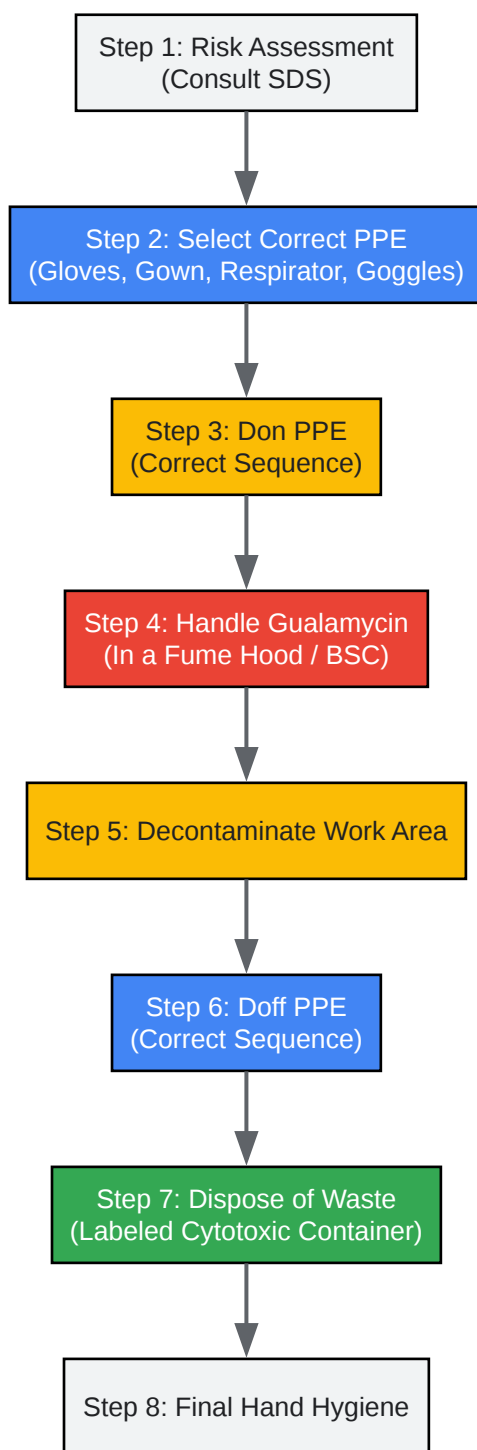 Step 1: Risk Assessment
(Consult SDS)
Step 2: Select Correct PPE
(Gloves, Gown, Respirator, Goggles)
Step 3: Don PPE
(Correct Sequence)
Step 4: Handle Gualamycin
(In a Fume Hood / BSC)
Step 5: Decontaminate Work Area
Step 6: Doff PPE
(Correct Sequence)
Step 7: Dispose of Waste
(Labeled Cytotoxic Container)
Step 8: Final Hand Hygiene